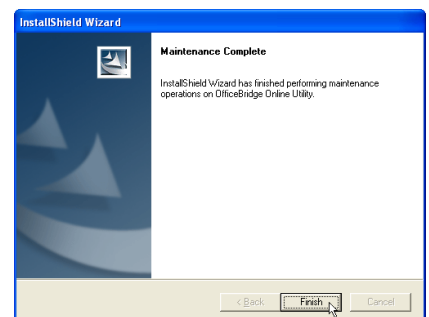 InstallShield Wizard
Maintenance Complete
InstallShield Wizard has finished performing maintenance
operations on OfficeBridge Online Utility.
< Back
Finish
Cancel